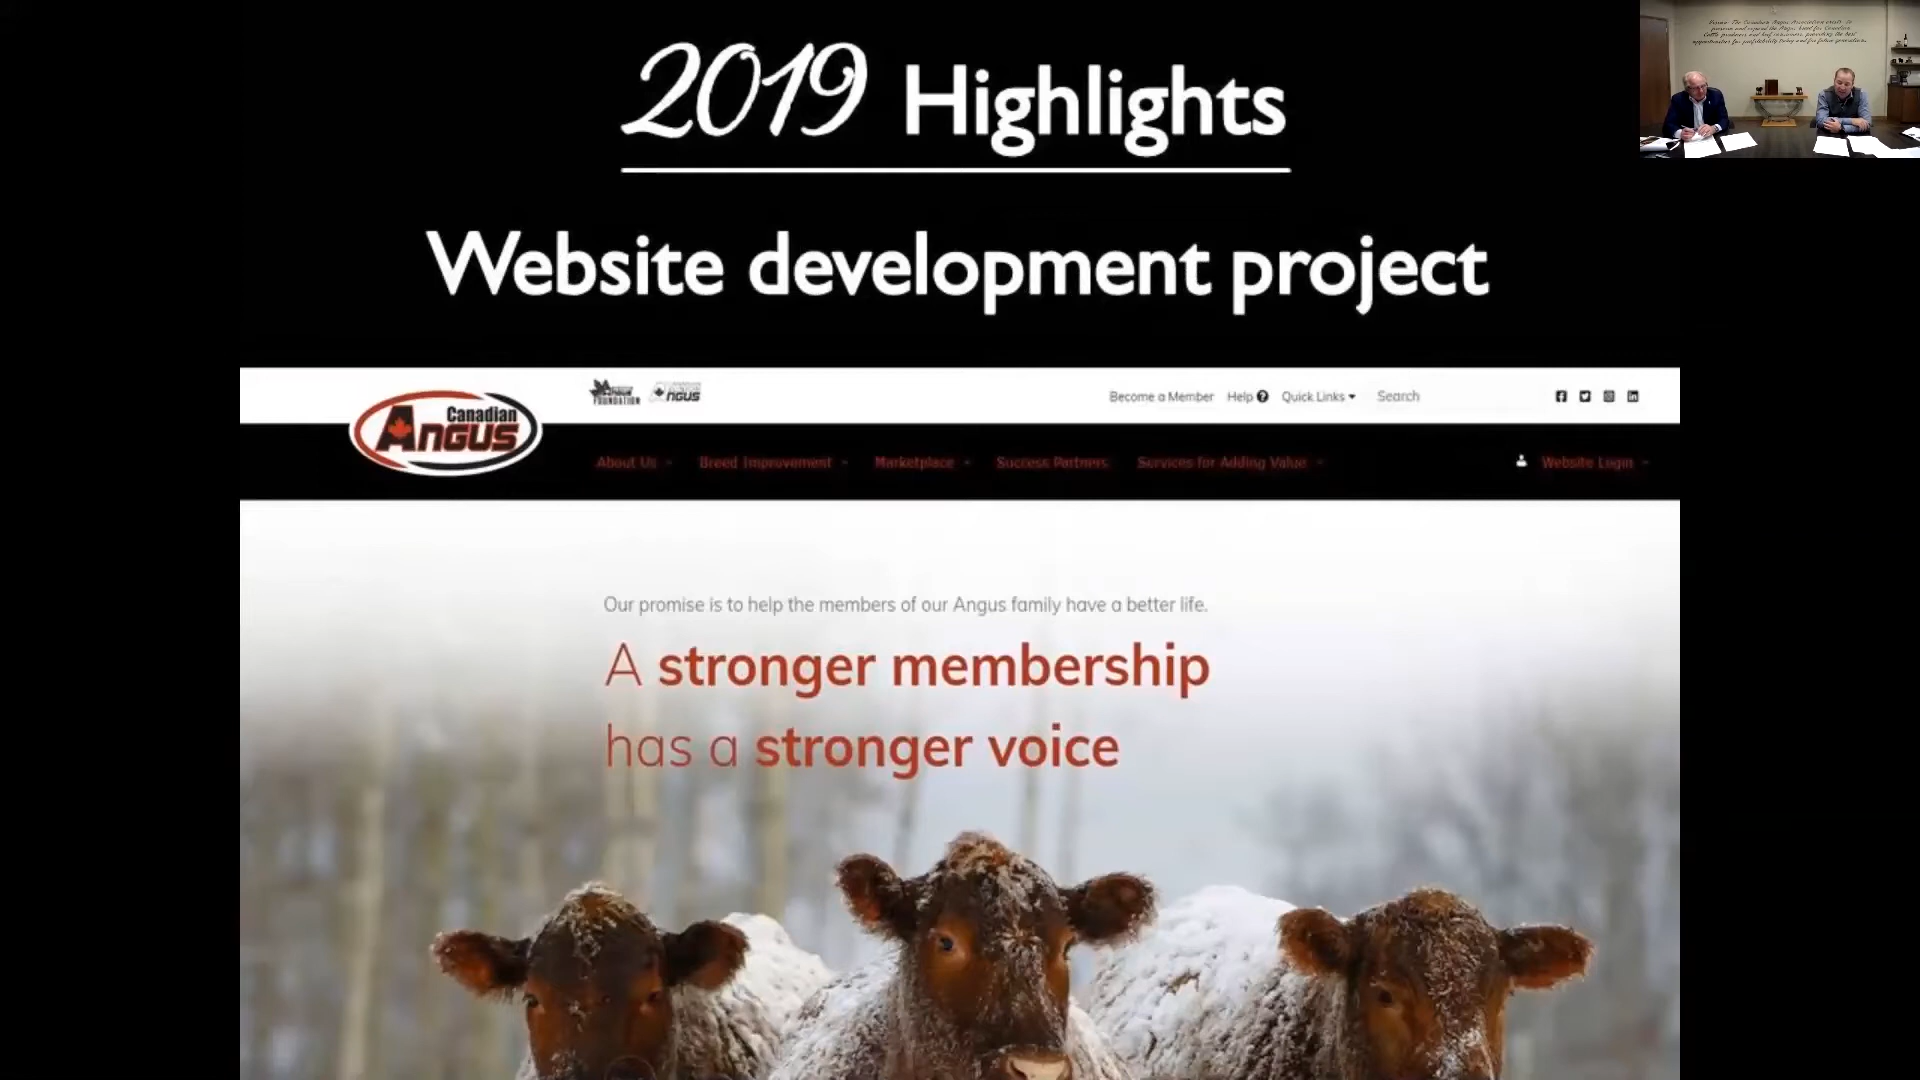 2019 Highlights
Website development project
Canadian
ANGUS
FOUNDATION
ANGUS
Become a Member Help Quick Links Search
About Us Breed Improvement Marketplace Success Partners Services for Adding Value Website Login
Our promise is to help the members of our Angus family have a better life.
A stronger membership
has a stronger voice